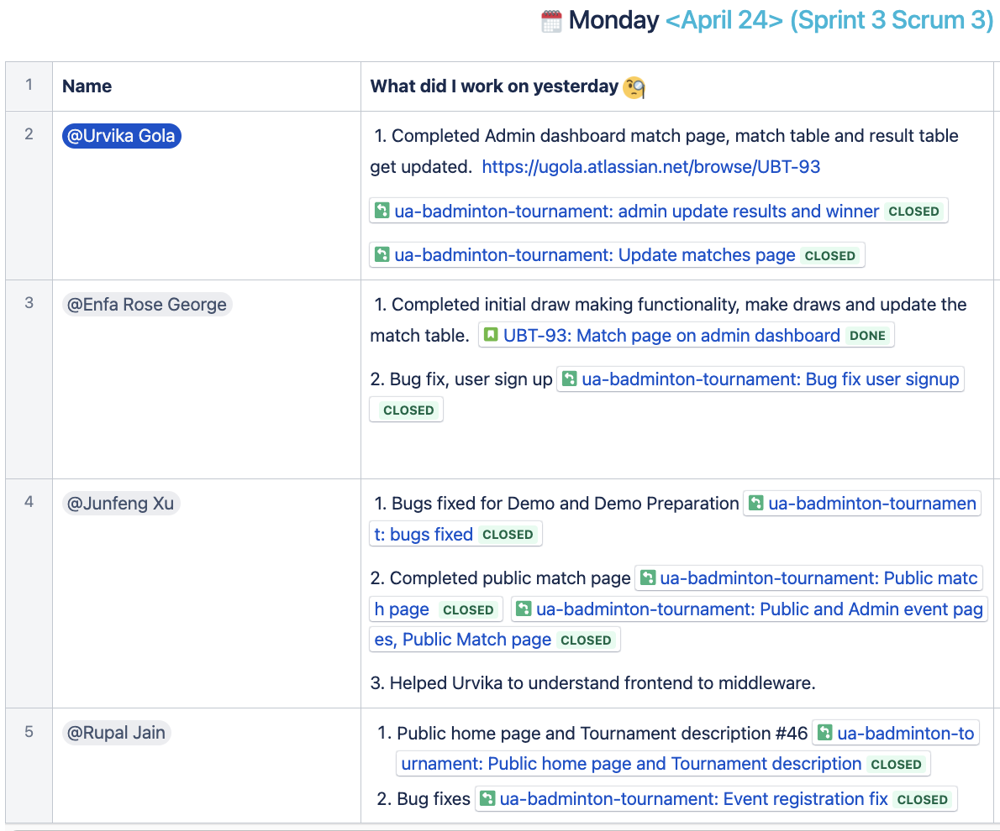 Monday <April 24> (Sprint 3 Scrum 3)
1 Name What did I work on yesterday
2 @Urvika Gola 1. Completed Admin dashboard match page, match table and result table
get updated. https://ugola.atlassian.net/browse/UBT-93
ua-badminton-tournament: admin update results and winner CLOSED
ua-badminton-tournament: Update matches page CLOSED
3 @Enfa Rose George 1. Completed initial draw making functionality, make draws and update the
match table. UBT-93: Match page on admin dashboard DONE
2. Bug fix, user sign up ua-badminton-tournament: Bug fix user signup
CLOSED
4 @Junfeng Xu 1. Bugs fixed for Demo and Demo Preparation ua-badminton-tournamen
t: bugs fixed CLOSED
2. Completed public match page ua-badminton-tournament: Public matc
h page CLOSED ua-badminton-tournament: Public and Admin event pag
es, Public Match page CLOSED
3. Helped Urvika to understand frontend to middleware.
5 @Rupal Jain 1. Public home page and Tournament description #46 ua-badminton-to
urnament: Public home page and Tournament description CLOSED
2. Bug fixes ua-badminton-tournament: Event registration fix CLOSED